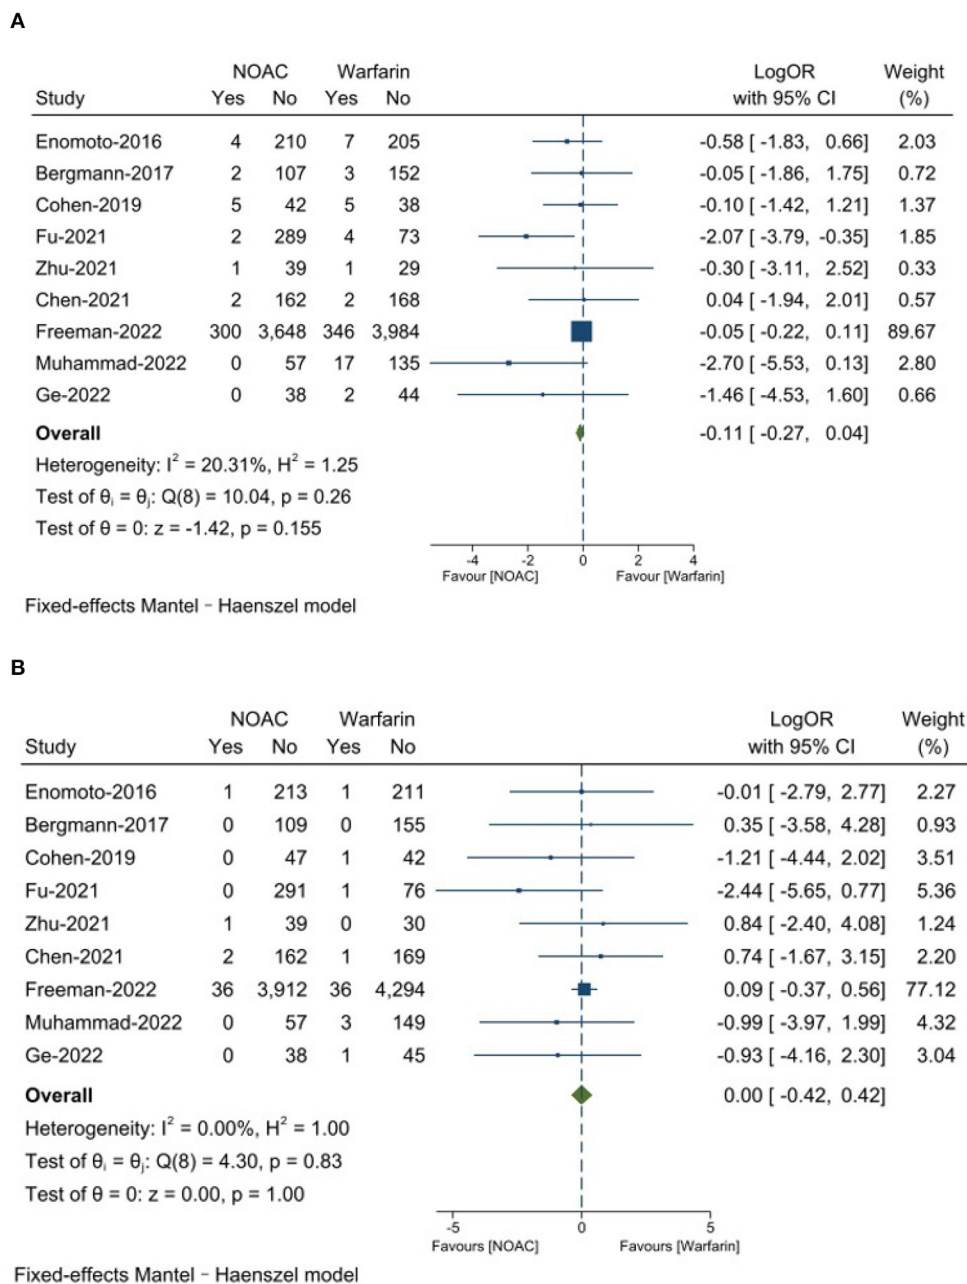 A
NOAC Warfarin LogOR Weight
Study Yes No Yes No with 95% CI (%)
Enomoto-2016 4 210 7 205 -0.58 [ -1.83, 0.66] 2.03
Bergmann-2017 2 107 3 152 -0.05 [ -1.86, 1.75] 0.72
Cohen-2019 5 42 5 38 -0.10 [ -1.42, 1.21] 1.37
Fu-2021 2 289 4 73 -2.07 [ -3.79, -0.35] 1.85
Zhu-2021 1 39 1 29 -0.30 [ -3.11, 2.52] 0.33
Chen-2021 2 162 2 168 0.04 [ -1.94, 2.01] 0.57
Freeman-2022 300 3,648 346 3,984 -0.05 [ -0.22, 0.11] 89.67
Muhammad-2022 0 57 17 135 -2.70 [ -5.53, 0.13] 2.80
Ge-2022 0 38 2 44 -1.46 [ -4.53, 1.60] 0.66
Overall -0.11 [ -0.27, 0.04]
Heterogeneity: I² = 20.31%, H² = 1.25
Test of θᵢ = θⱼ: Q(8) = 10.04, p = 0.26
Test of θ = 0: z = -1.42, p = 0.155
-4 -2 0 2 4
Favour [NOAC] Favour [Warfarin]
Fixed-effects Mantel – Haenszel model
B
NOAC Warfarin LogOR Weight
Study Yes No Yes No with 95% CI (%)
Enomoto-2016 1 213 1 211 -0.01 [ -2.79, 2.77] 2.27
Bergmann-2017 0 109 0 155 0.35 [ -3.58, 4.28] 0.93
Cohen-2019 0 47 1 42 -1.21 [ -4.44, 2.02] 3.51
Fu-2021 0 291 1 76 -2.44 [ -5.65, 0.77] 5.36
Zhu-2021 1 39 0 30 0.84 [ -2.40, 4.08] 1.24
Chen-2021 2 162 1 169 0.74 [ -1.67, 3.15] 2.20
Freeman-2022 36 3,912 36 4,294 0.09 [ -0.37, 0.56] 77.12
Muhammad-2022 0 57 3 149 -0.99 [ -3.97, 1.99] 4.32
Ge-2022 0 38 1 45 -0.93 [ -4.16, 2.30] 3.04
Overall 0.00 [ -0.42, 0.42]
Heterogeneity: I² = 0.00%, H² = 1.00
Test of θᵢ = θⱼ: Q(8) = 4.30, p = 0.83
Test of θ = 0: z = 0.00, p = 1.00
-5 0 5
Favours [NOAC] Favours [Warfarin]
Fixed-effects Mantel – Haenszel model